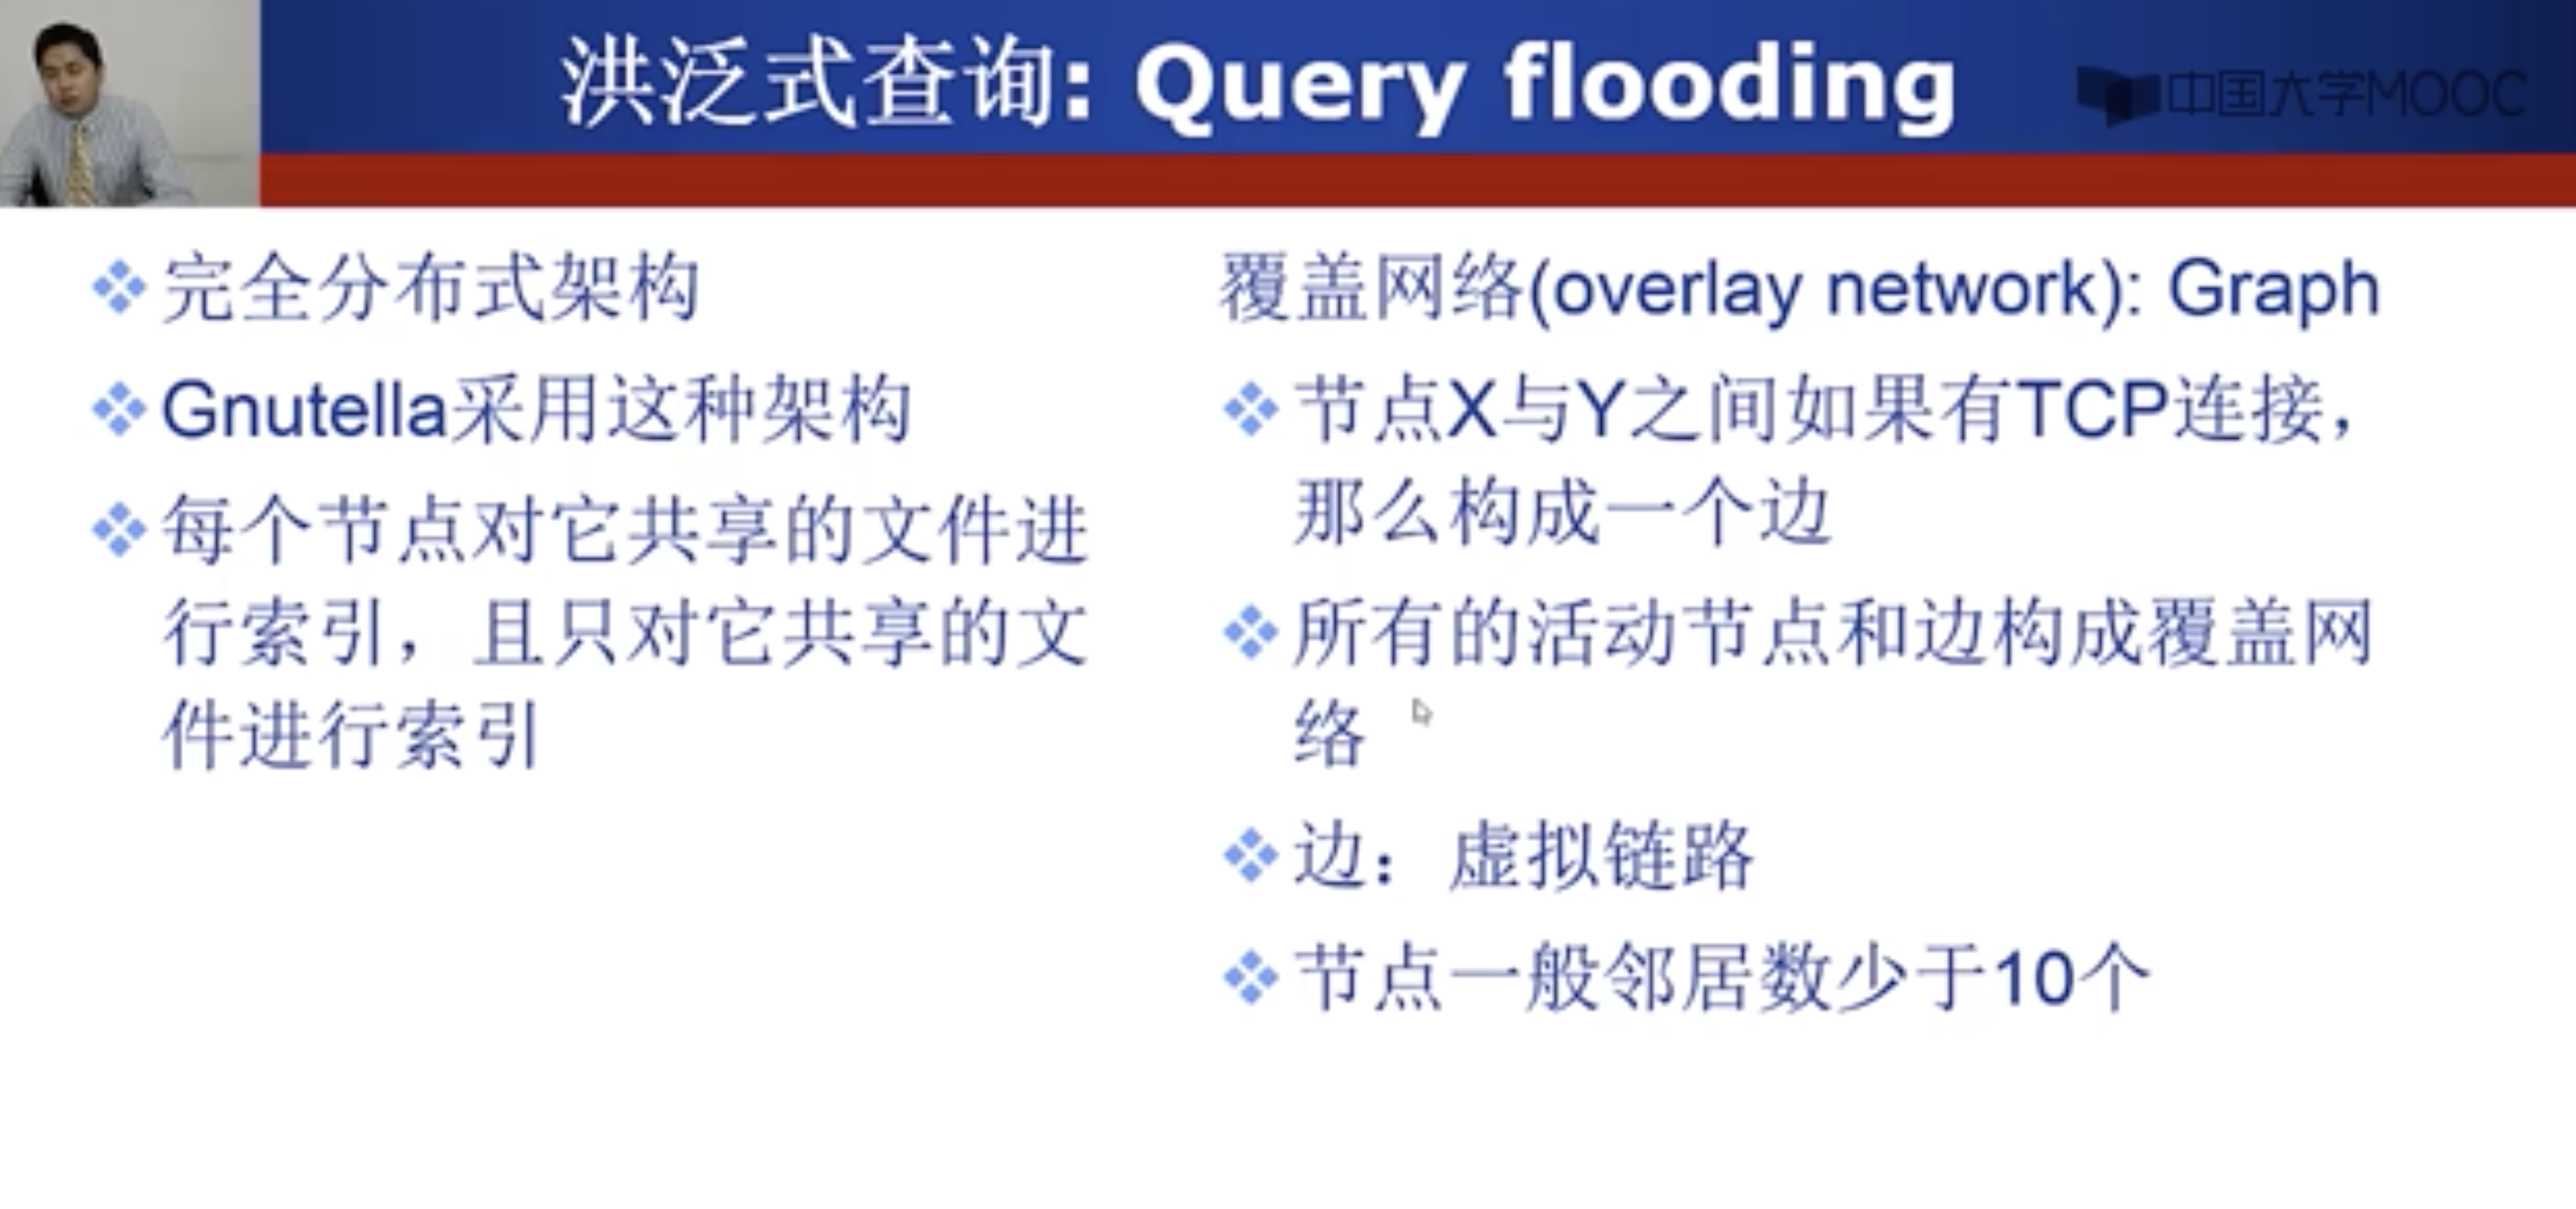 洪泛式查询: Query flooding
中国大学MOOC
完全分布式架构
Gnutella采用这种架构
每个节点对它共享的文件进
行索引，且只对它共享的文
件进行索引
覆盖网络(overlay network): Graph
节点X与Y之间如果有TCP连接，
那么构成一个边
所有的活动节点和边构成覆盖网
络
边：虚拟链路
节点一般邻居数少于10个